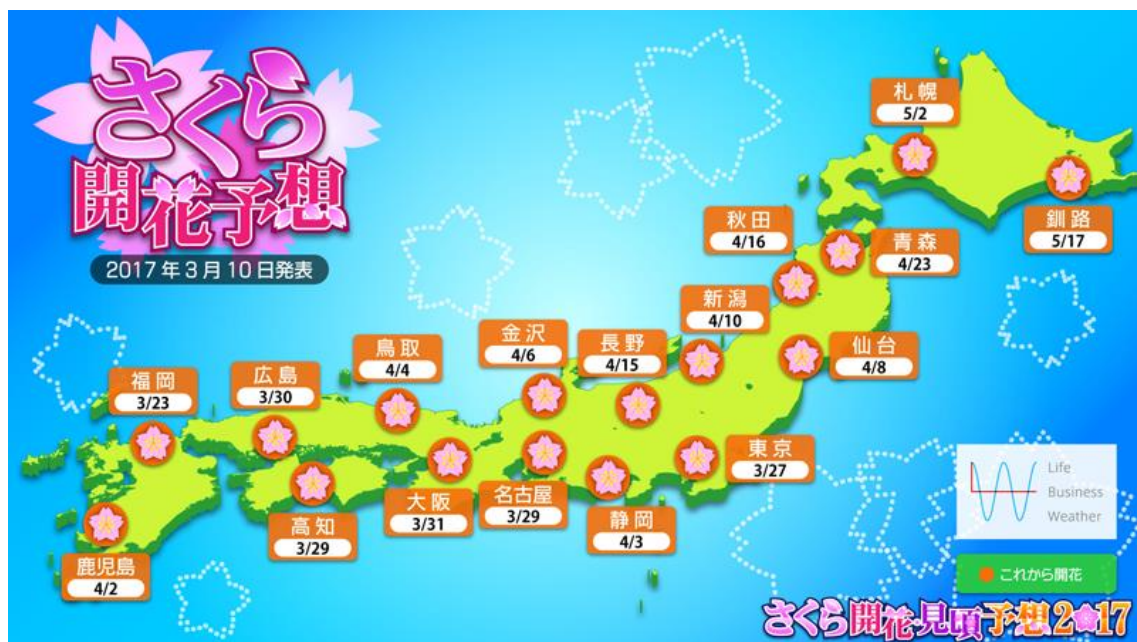 さくら
開花予想
2017年3月10日発表
札幌
5/2
釧路
5/17
秋田
4/16
青森
4/23
新潟
4/10
仙台
4/8
金沢
4/6
長野
4/15
鳥取
4/4
広島
3/30
福岡
3/23
東京
3/27
大阪
3/31
名古屋
3/29
静岡
4/3
高知
3/29
鹿児島
4/2
Life
Business
Weather
これから開花
さくら開花・見頃予想2017